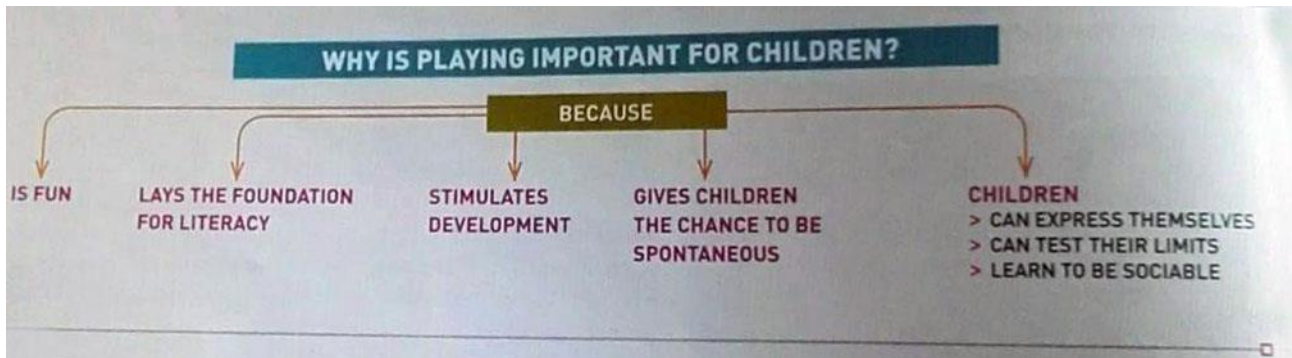 WHY IS PLAYING IMPORTANT FOR CHILDREN?
BECAUSE
IS FUN
LAYS THE FOUNDATION
FOR LITERACY
STIMULATES
DEVELOPMENT
GIVES CHILDREN
THE CHANCE TO BE
SPONTANEOUS
CHILDREN
> CAN EXPRESS THEMSELVES
> CAN TEST THEIR LIMITS
> LEARN TO BE SOCIABLE